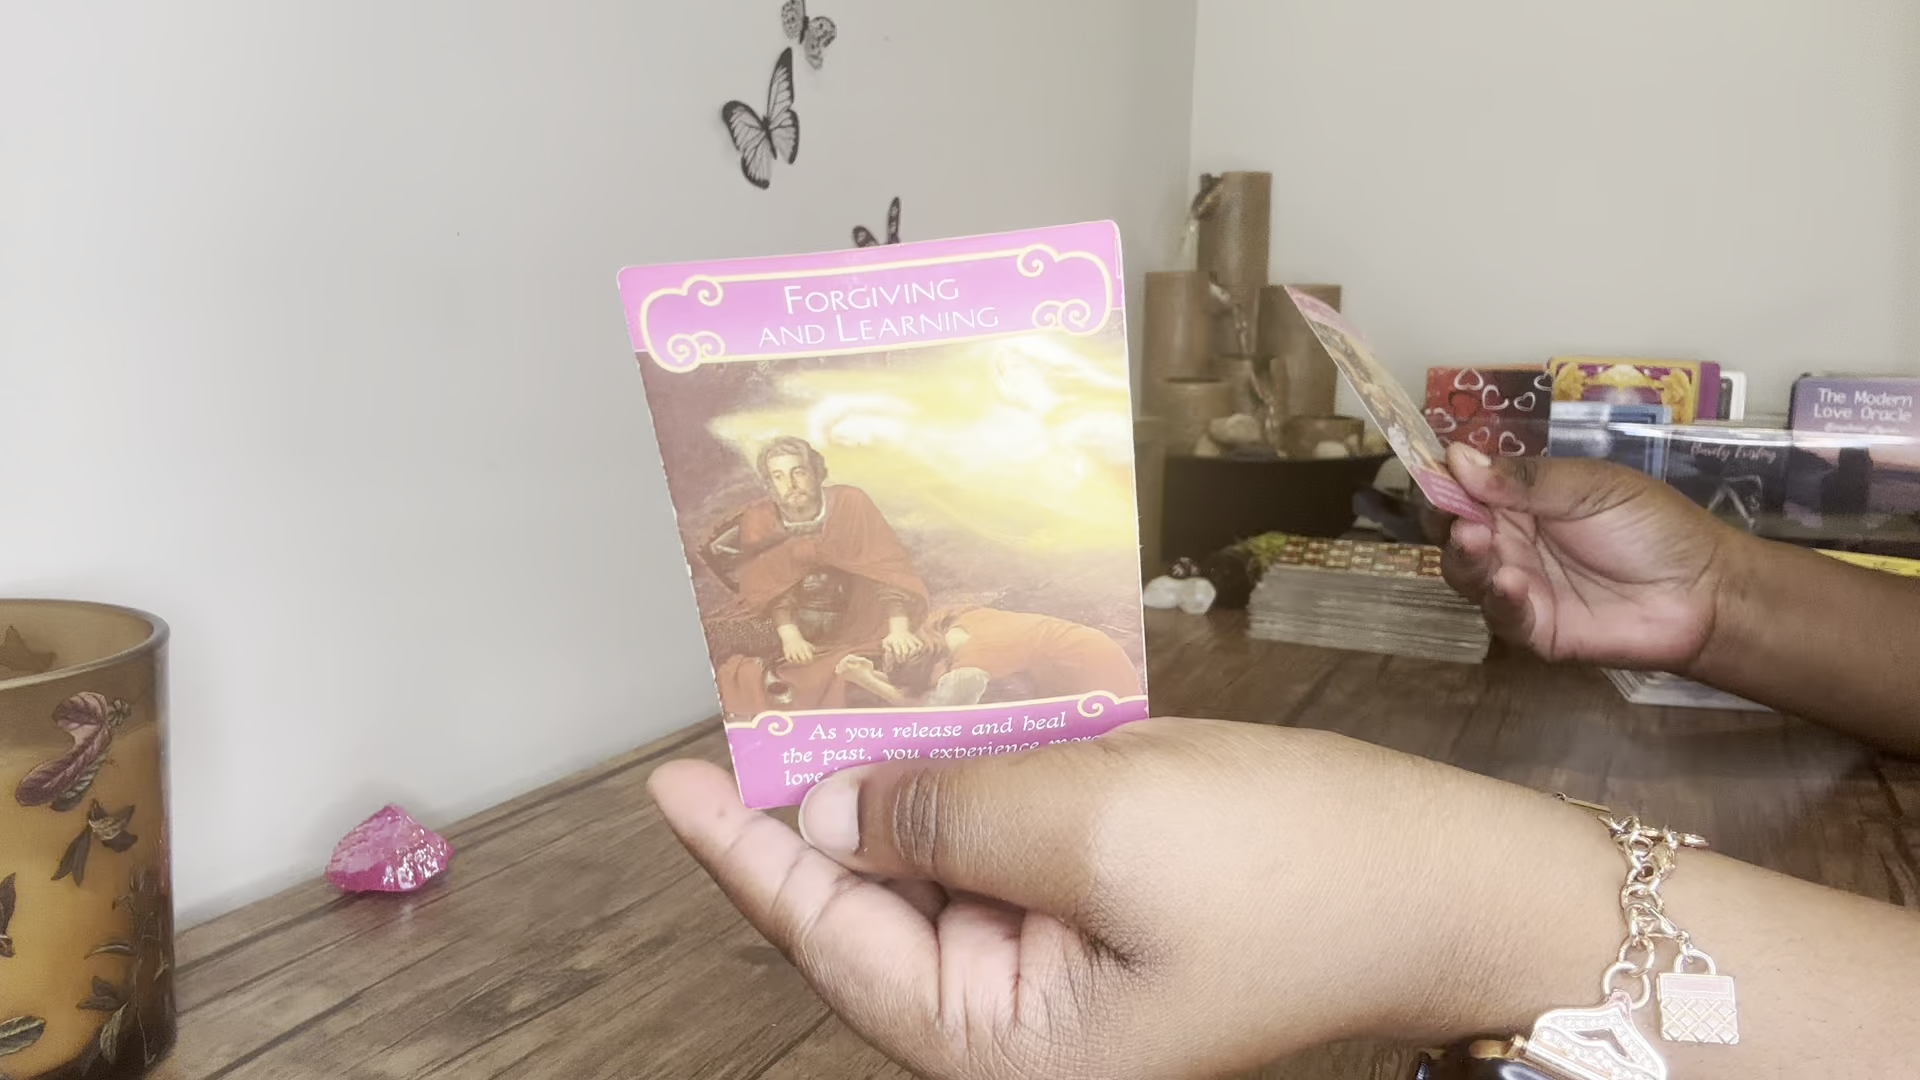 FORGIVING
AND LEARNING
As you release and heal
the past, you experience more
love
The Modern
Love Oracle